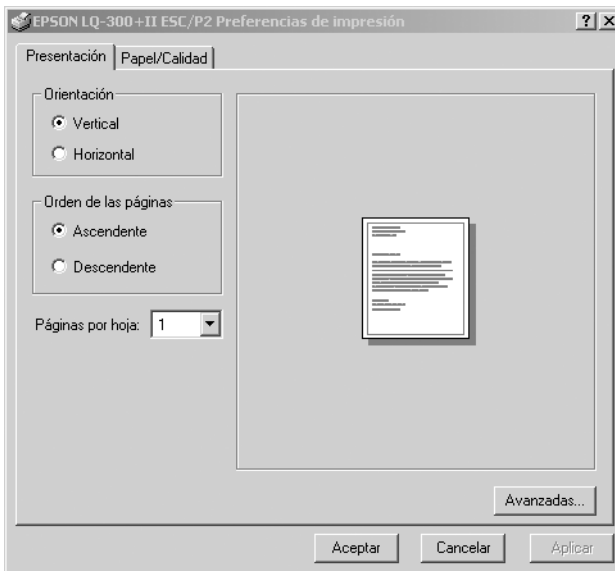 EPSON LQ-300+II ESC/P2 Preferencias de impresión
Presentación
Papel/Calidad
Orientación
Vertical
Horizontal
Orden de las páginas
Ascendente
Descendente
Páginas por hoja: 1
Avanzadas...
Aceptar
Cancelar
Aplicar